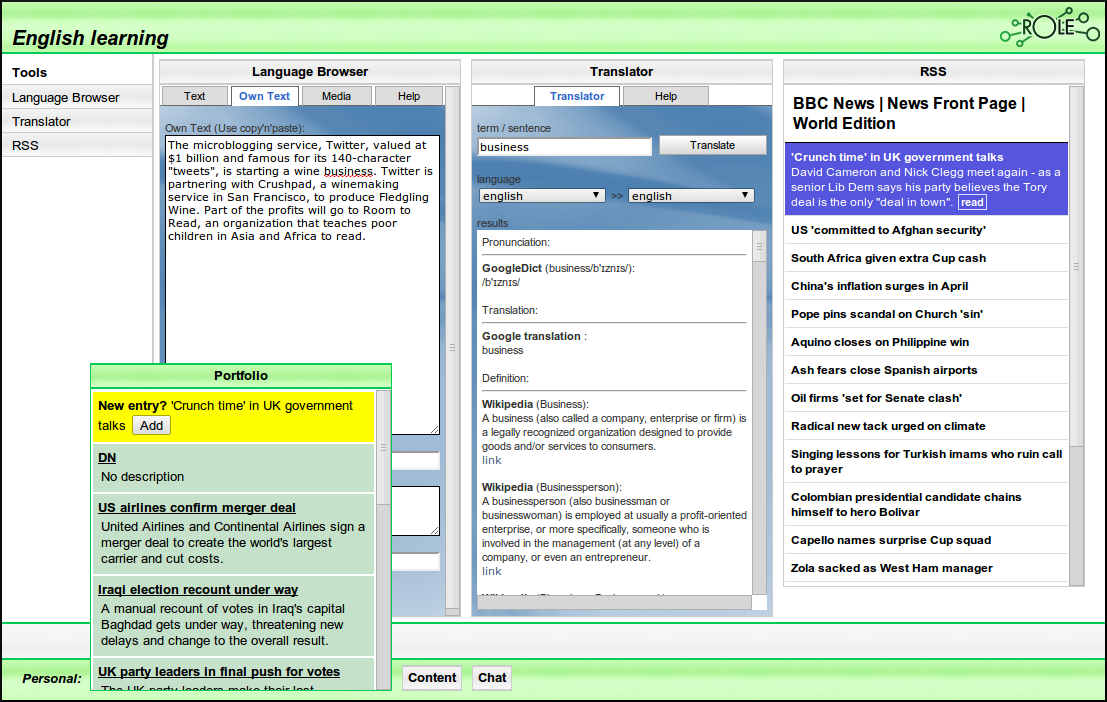 English learning
ROLE
Tools
Language Browser
Translator
RSS
Language Browser
Text
Own Text
Media
Help
Own Text (Use copy'n'paste):
The microblogging service, Twitter, valued at
$1 billion and famous for its 140-character
"tweets", is starting a wine business. Twitter is
partnering with Crushpad, a winemaking
service in San Francisco, to produce Fledgling
Wine. Part of the profits will go to Room to
Read, an organization that teaches poor
children in Asia and Africa to read.
Translator
Translator
Help
term / sentence
business
Translate
language
english
>>
english
results
Pronunciation:
GoogleDict (business/b'ɪznɪs/):
/b'ɪznɪs/
Translation:
Google translation :
business
Definition:
Wikipedia (Business):
A business (also called a company, enterprise or firm) is
a legally recognized organization designed to provide
goods and/or services to consumers.
link
Wikipedia (Businessperson):
A businessperson (also businessman or
businesswoman) is employed at usually a profit-oriented
enterprise, or more specifically, someone who is
involved in the management (at any level) of a
company, or even an entrepreneur.
link
RSS
BBC News | News Front Page |
World Edition
'Crunch time' in UK government talks
David Cameron and Nick Clegg meet again - as a
senior Lib Dem says his party believes the Tory
deal is the only "deal in town". read
US 'committed to Afghan security'
South Africa given extra Cup cash
China's inflation surges in April
Pope pins scandal on Church 'sin'
Aquino closes on Philippine win
Ash fears close Spanish airports
Oil firms 'set for Senate clash'
Radical new tack urged on climate
Singing lessons for Turkish imams who ruin call
to prayer
Colombian presidential candidate chains
himself to hero Bolivar
Capello names surprise Cup squad
Zola sacked as West Ham manager
Portfolio
New entry? 'Crunch time' in UK government
talks Add
DN
No description
US airlines confirm merger deal
United Airlines and Continental Airlines sign a
merger deal to create the world's largest
carrier and cut costs.
Iraqi election recount under way
A manual recount of votes in Iraq's capital
Baghdad gets under way, threatening new
delays and change to the overall result.
UK party leaders in final push for votes
The UK party leaders make their last
Personal:
Content
Chat